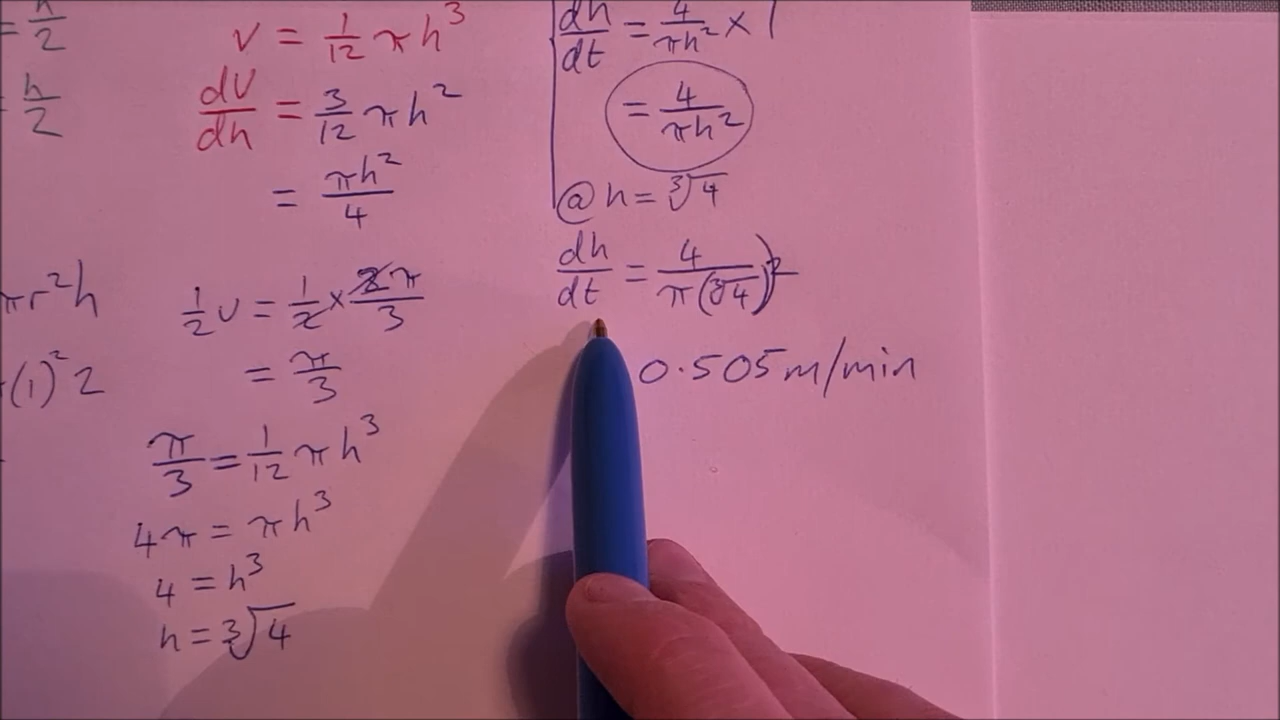 = h/2
= h/2
πr²h
(1)² 2
V = 1/12 πh³
dV/dh = 3/12 πh²
= πh²/4
1/2 V = 1/2 × 2π/3
= π/3
π/3 = 1/12 πh³
4π = πh³
4 = h³
h = ∛4
dh/dt = 4/πh² × 1
= 4/πh²
@ h = ∛4
dh/dt = 4/π(∛4)²
0.505 m/min